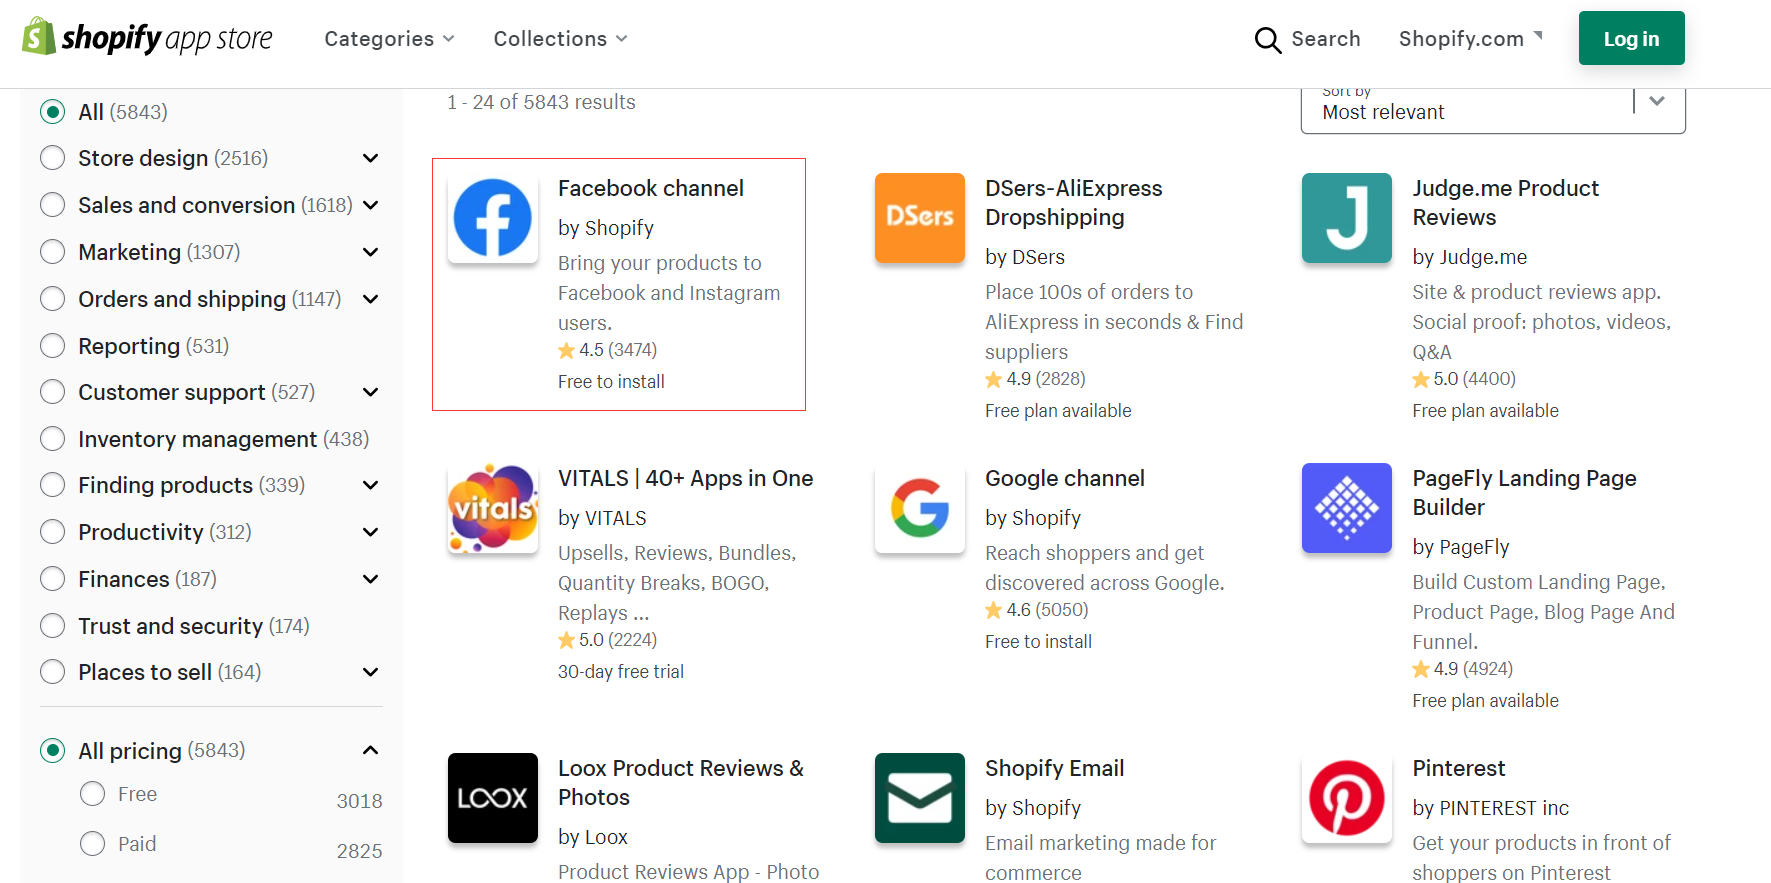 shopify app store
Categories
Collections
Search
Shopify.com
Log in
All (5843)
Store design (2516)
Sales and conversion (1618)
Marketing (1307)
Orders and shipping (1147)
Reporting (531)
Customer support (527)
Inventory management (438)
Finding products (339)
Productivity (312)
Finances (187)
Trust and security (174)
Places to sell (164)
All pricing (5843)
Free 3018
Paid 2825
1 - 24 of 5843 results
Sort by
Most relevant
Facebook channel
by Shopify
Bring your products to
Facebook and Instagram
users.
4.5 (3474)
Free to install
DSers
DSers-AliExpress
Dropshipping
by DSers
Place 100s of orders to
AliExpress in seconds & Find
suppliers
4.9 (2828)
Free plan available
Judge.me Product
Reviews
by Judge.me
Site & product reviews app.
Social proof: photos, videos,
Q&A
5.0 (4400)
Free plan available
vitals
VITALS | 40+ Apps in One
by VITALS
Upsells, Reviews, Bundles,
Quantity Breaks, BOGO,
Replays ...
5.0 (2224)
30-day free trial
Google channel
by Shopify
Reach shoppers and get
discovered across Google.
4.6 (5050)
Free to install
PageFly Landing Page
Builder
by PageFly
Build Custom Landing Page,
Product Page, Blog Page And
Funnel.
4.9 (4924)
Free plan available
LOOX
Loox Product Reviews &
Photos
by Loox
Product Reviews App - Photo
Shopify Email
by Shopify
Email marketing made for
commerce
Pinterest
by PINTEREST inc
Get your products in front of
shoppers on Pinterest